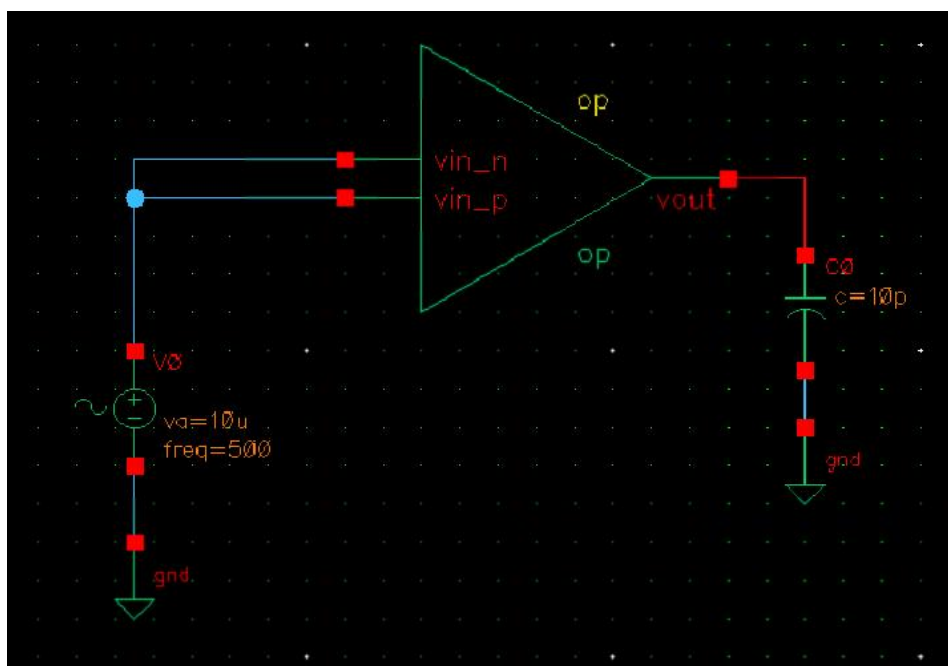 op
vin_n
vin_p
vout
op
C0
c=10p
V0
va=10u
freq=500
gnd
gnd